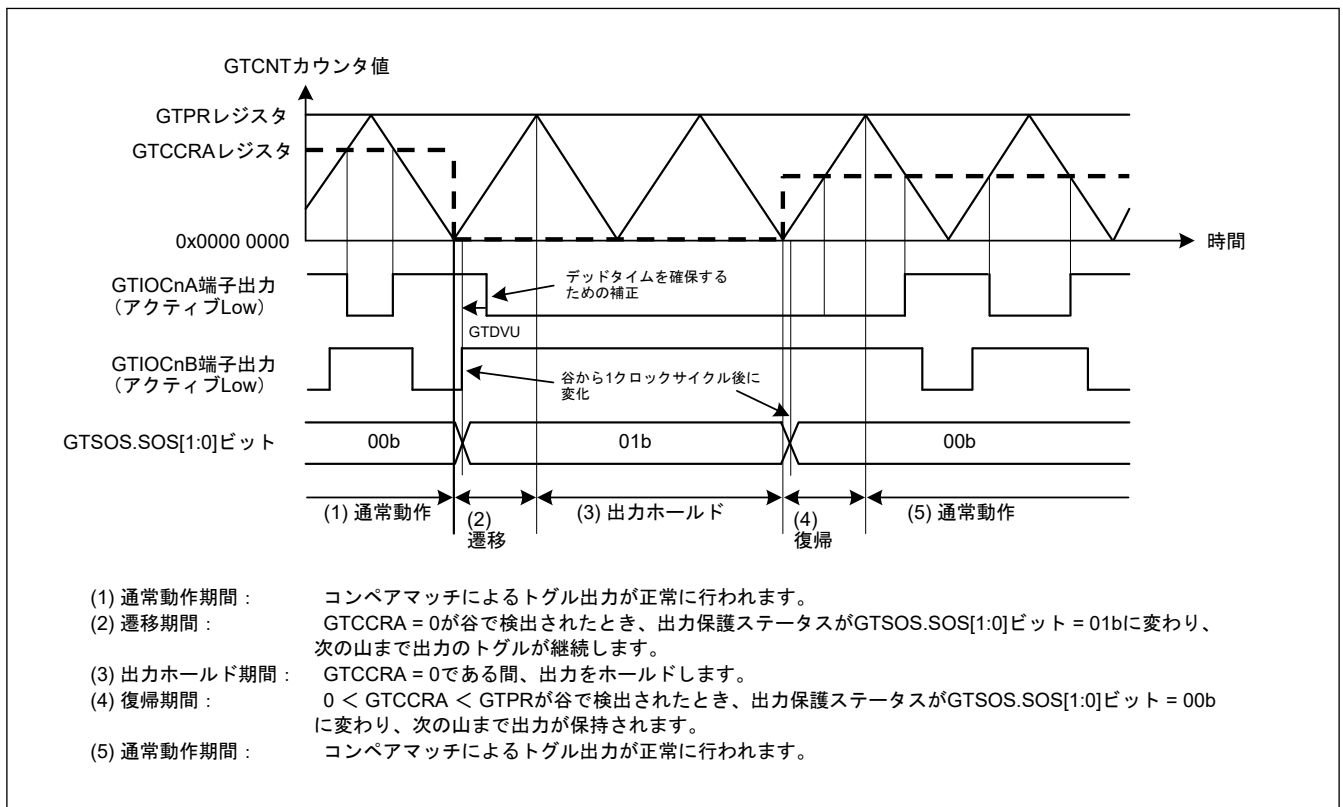 GTCNTカウンタ値
GTPRレジスタ
GTCCRAレジスタ
0x0000 0000
時間
GTIOCnA端子出力
（アクティブLow）
デッドタイムを確保する
ための補正
GTDVU
GTIOCnB端子出力
（アクティブLow）
谷から1クロックサイクル後に
変化
GTSOS.SOS[1:0]ビット
00b
01b
00b
(1) 通常動作
(2)
遷移
(3) 出力ホールド
(4)
復帰
(5) 通常動作
(1) 通常動作期間： コンペアマッチによるトグル出力が正常に行われます。
(2) 遷移期間： GTCCRA = 0が谷で検出されたとき、出力保護ステータスがGTSOS.SOS[1:0]ビット = 01bに変わり、
次の山まで出力のトグルが継続します。
(3) 出力ホールド期間： GTCCRA = 0である間、出力をホールドします。
(4) 復帰期間： 0 ＜ GTCCRA ＜ GTPRが谷で検出されたとき、出力保護ステータスがGTSOS.SOS[1:0]ビット = 00b
に変わり、次の山まで出力が保持されます。
(5) 通常動作期間： コンペアマッチによるトグル出力が正常に行われます。